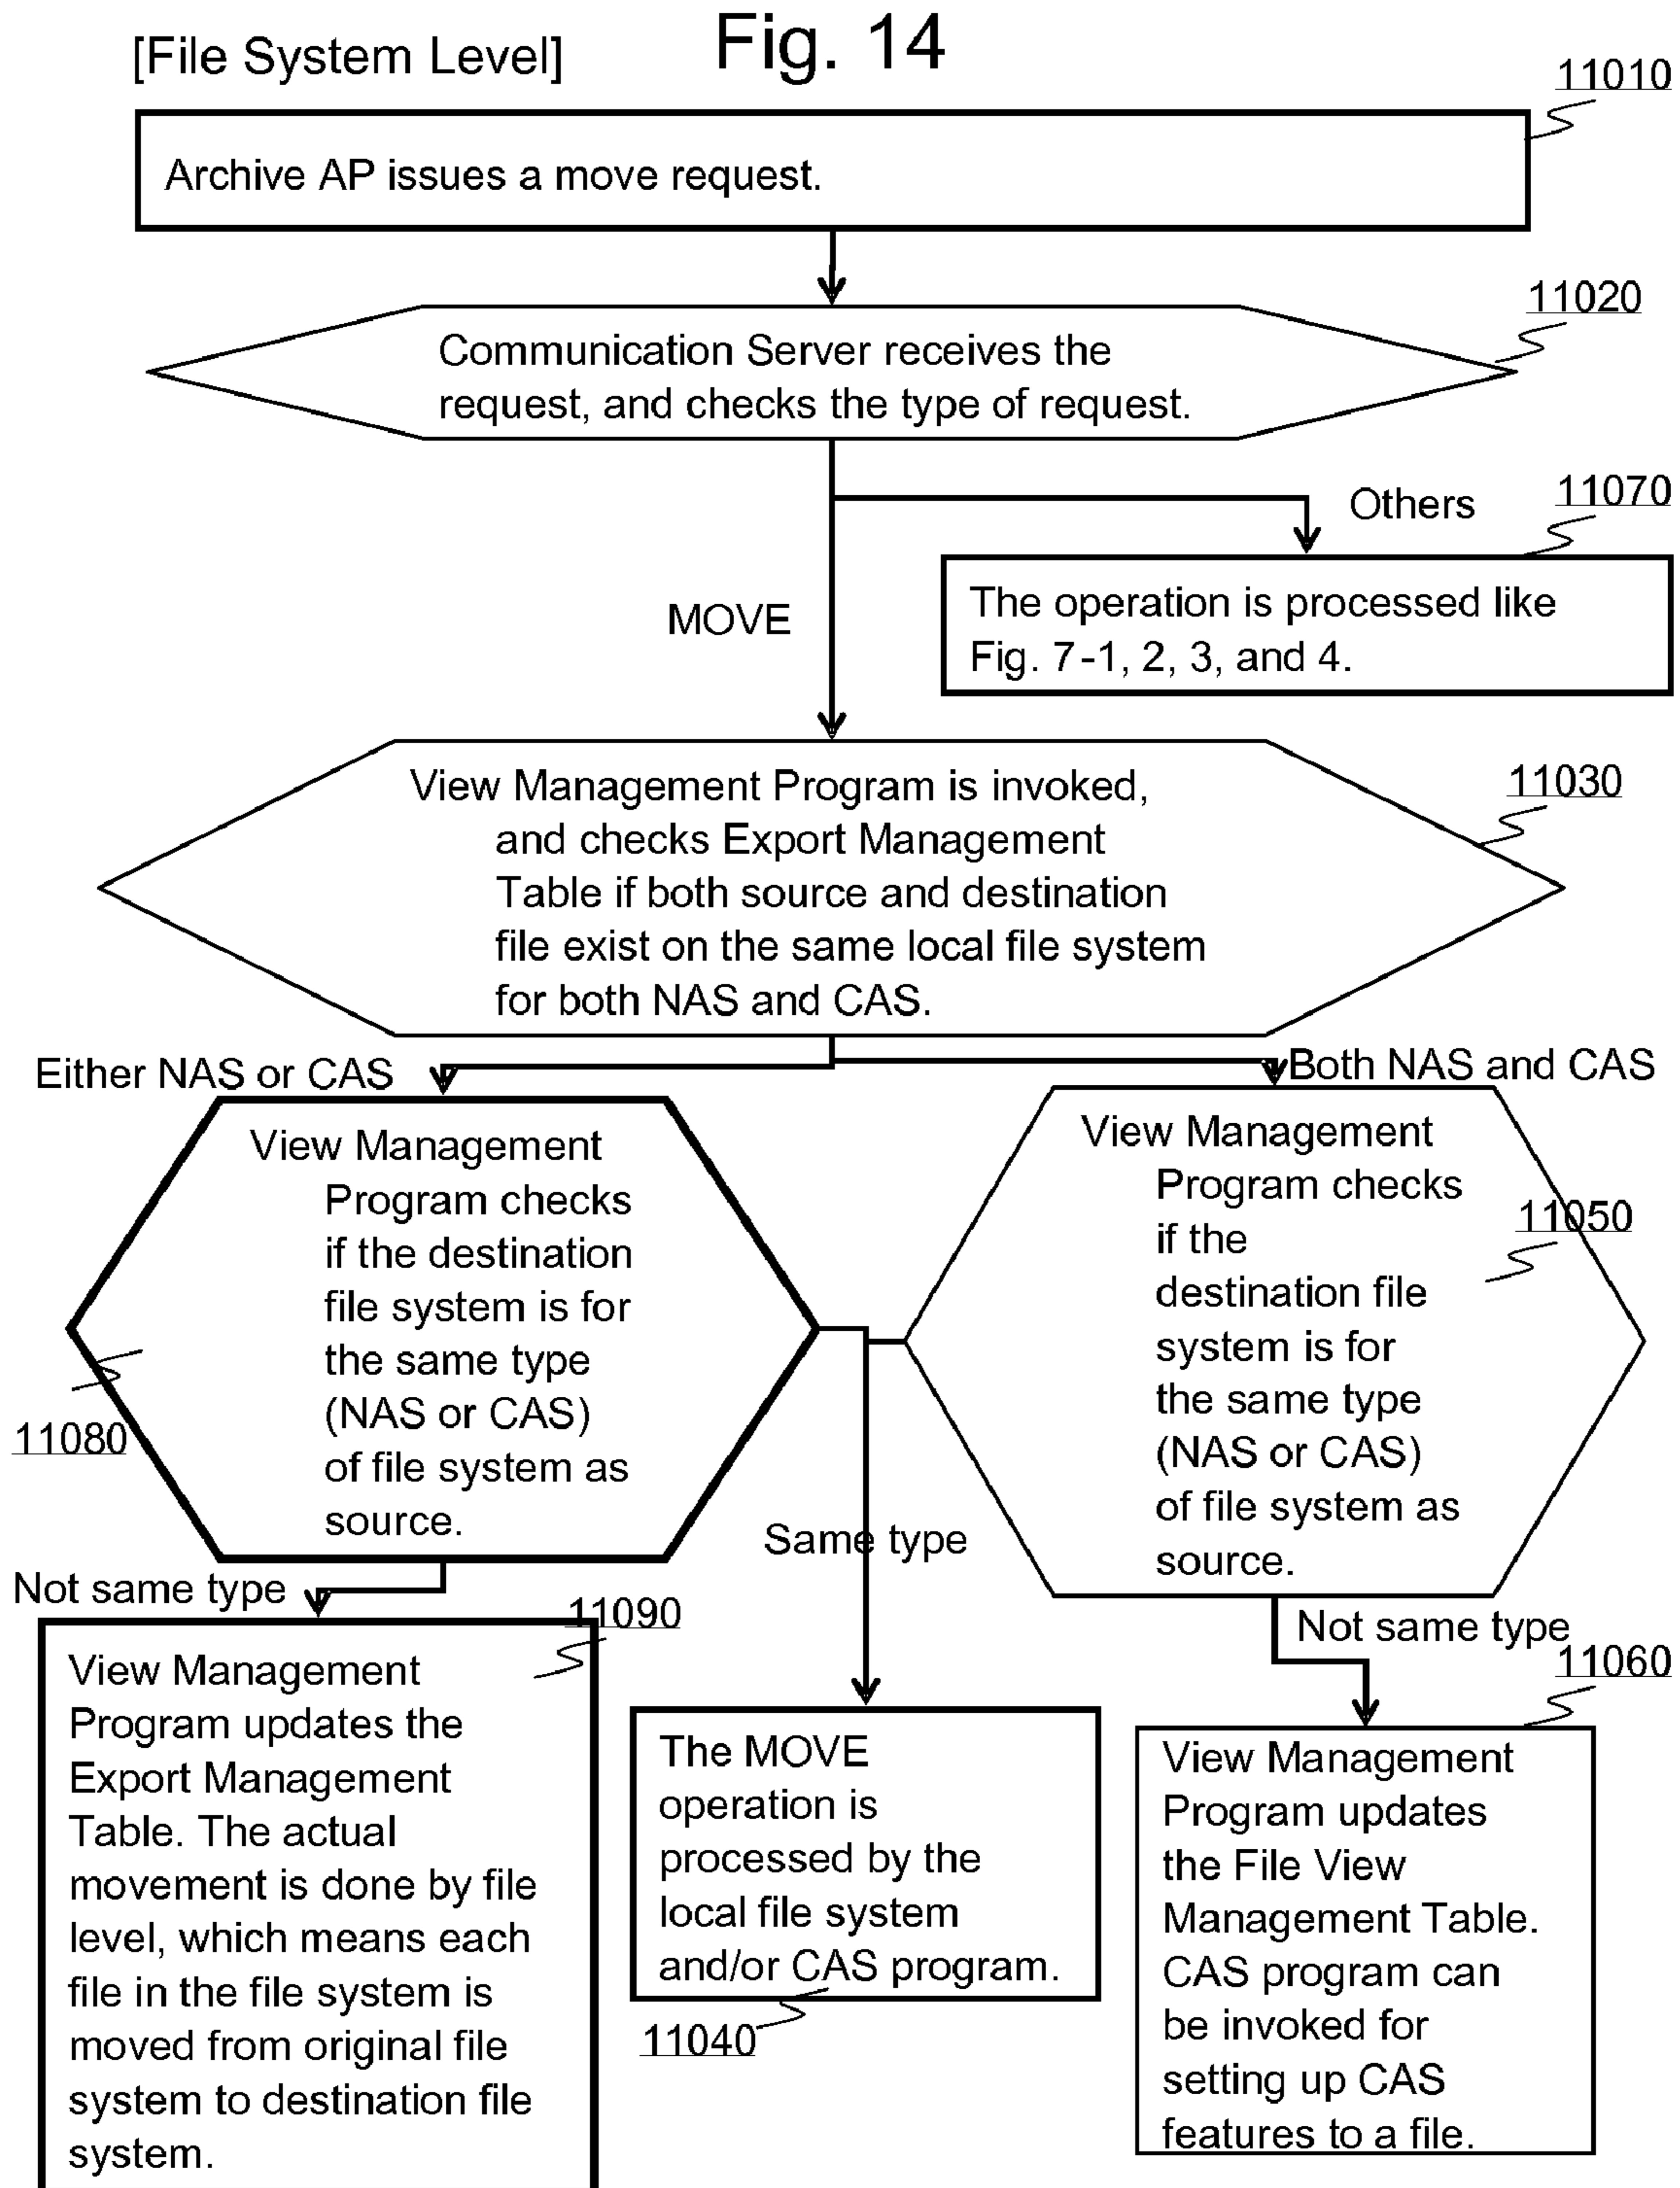 Fig. 14
[File System Level]
11010
Archive AP issues a move request.
11020
Communication Server receives the
request, and checks the type of request.
Others
11070
MOVE
The operation is processed like
Fig. 7-1, 2, 3, and 4.
11030
View Management Program is invoked,
and checks Export Management
Table if both source and destination
file exist on the same local file system
for both NAS and CAS.
Either NAS or CAS
Both NAS and CAS
View Management
Program checks
if the destination
file system is for
the same type
(NAS or CAS)
of file system as
source.
11080
View Management
Program checks
if the
destination file
system is for
the same type
(NAS or CAS)
of file system as
source.
11050
Same type
Not same type
11090
Not same type
11060
View Management
Program updates the
Export Management
Table. The actual
movement is done by file
level, which means each
file in the file system is
moved from original file
system to destination file
system.
The MOVE
operation is
processed by the
local file system
and/or CAS program.
11040
View Management
Program updates
the File View
Management Table.
CAS program can
be invoked for
setting up CAS
features to a file.